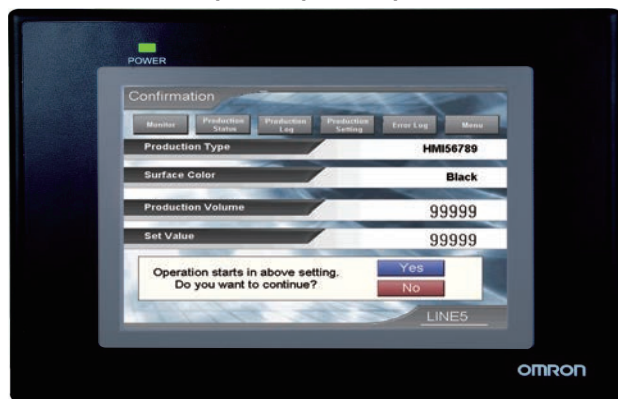 POWER
Confirmation
Monitor
Production
Status
Production
Log
Production
Setting
Error Log
Menu
Production Type HMI56789
Surface Color Black
Production Volume 99999
Set Value 99999
Operation starts in above setting.
Do you want to continue?
Yes
No
LINE5
OMRON